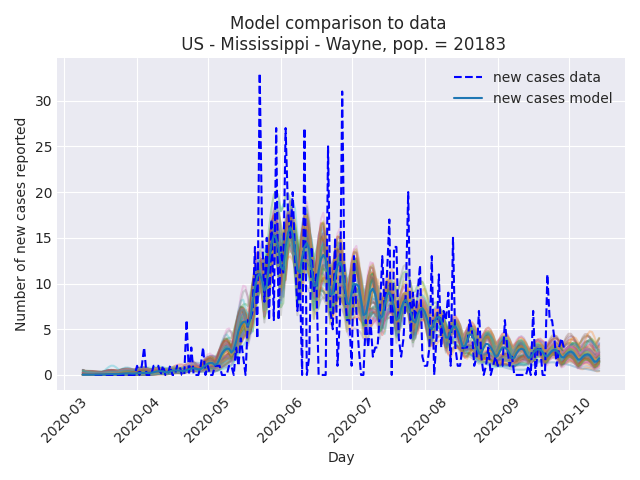 Model comparison to data
US - Mississippi - Wayne, pop. = 20183
new cases data
new cases model
Number of new cases reported
30
25
20
15
10
5
0
2020-03
2020-04
2020-05
2020-06
2020-07
2020-08
2020-09
2020-10
Day